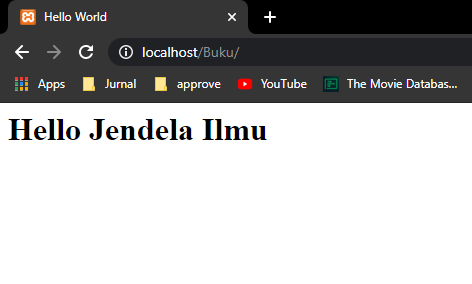 Hello World
localhost/Buku/
Apps Jurnal approve YouTube The Movie Databas...
Hello Jendela Ilmu